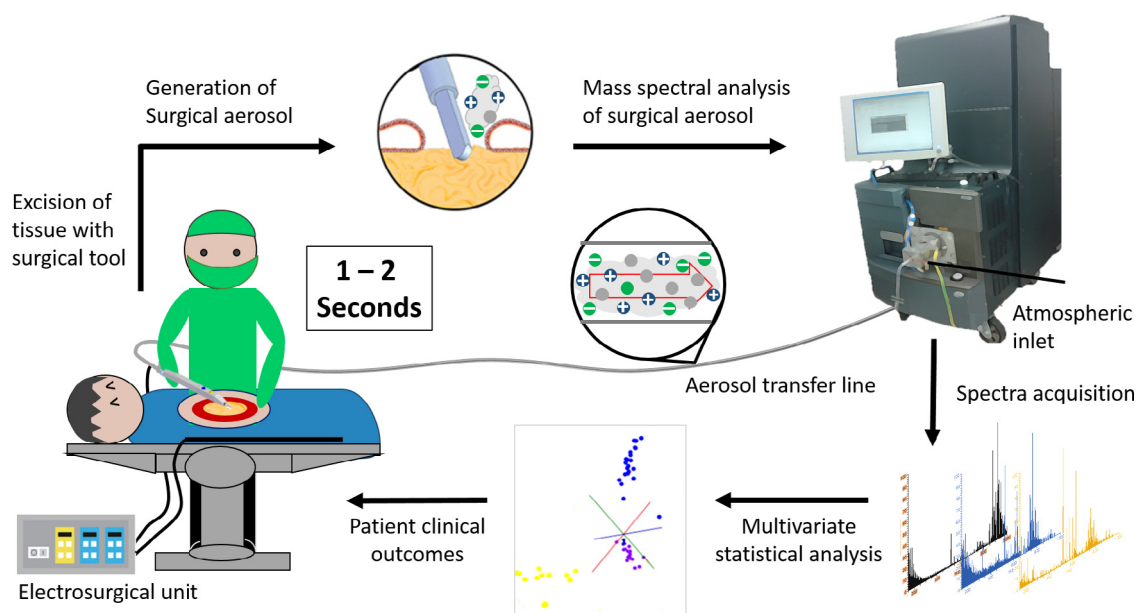 Generation of
Surgical aerosol
Mass spectral analysis
of surgical aerosol
Excision of
tissue with
surgical tool
1 – 2
Seconds
Atmospheric
inlet
Aerosol transfer line
Spectra acquisition
Patient clinical
outcomes
Multivariate
statistical analysis
Electrosurgical unit